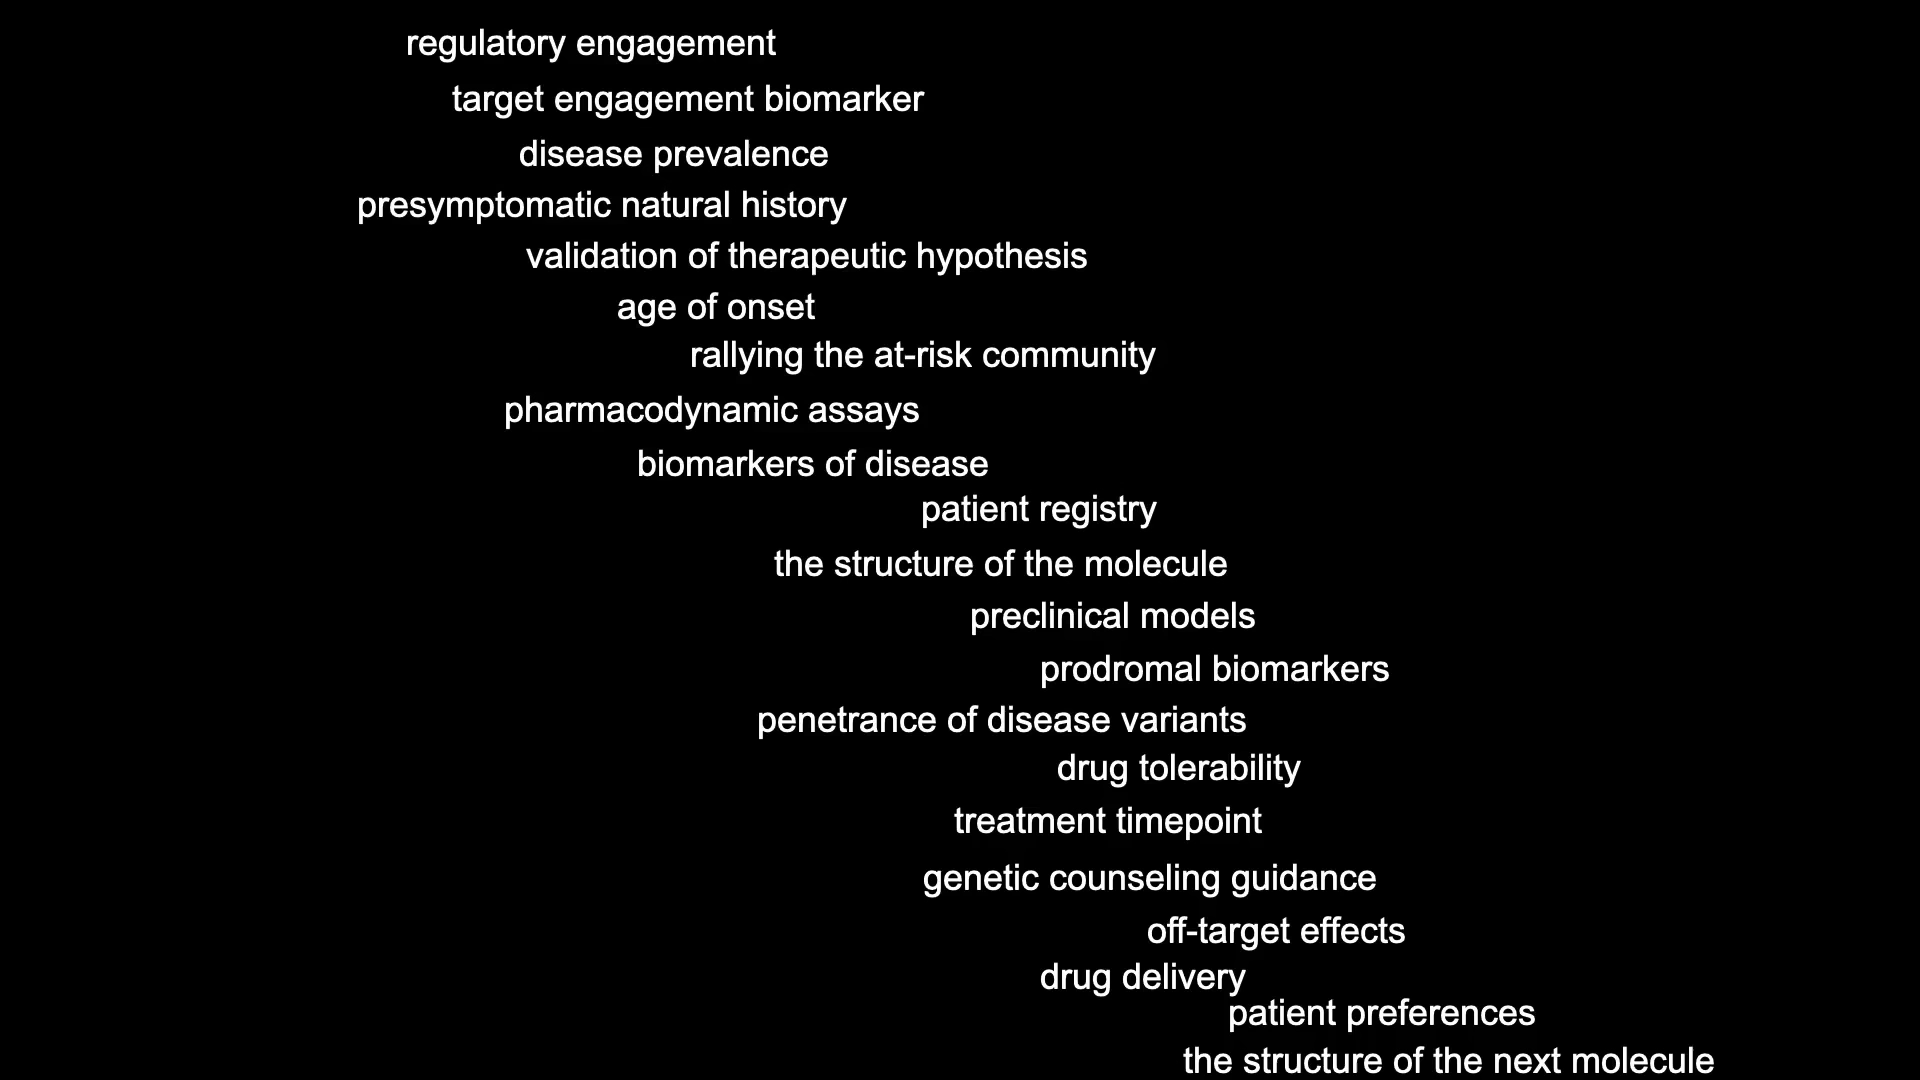 regulatory engagement
target engagement biomarker
disease prevalence
presymptomatic natural history
validation of therapeutic hypothesis
age of onset
rallying the at-risk community
pharmacodynamic assays
biomarkers of disease
patient registry
the structure of the molecule
preclinical models
prodromal biomarkers
penetrance of disease variants
drug tolerability
treatment timepoint
genetic counseling guidance
off-target effects
drug delivery
patient preferences
the structure of the next molecule